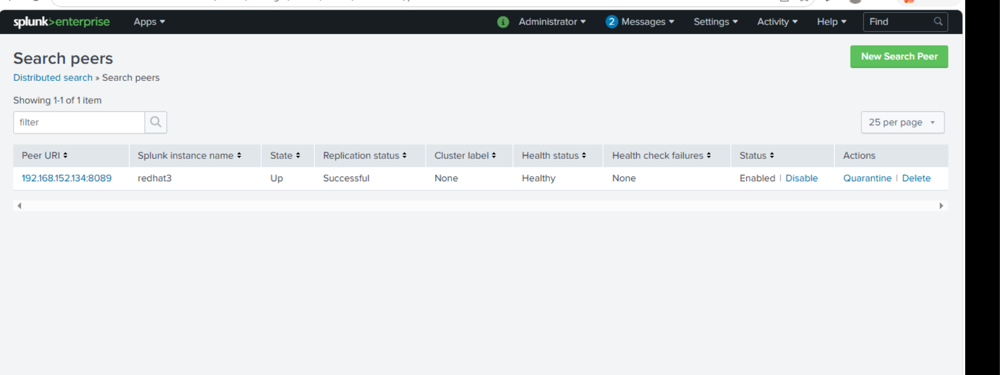 splunk>enterprise Apps i Administrator 2 Messages Settings Activity Help Find
Search peers
New Search Peer
Distributed search » Search peers
Showing 1-1 of 1 item
filter
25 per page
Peer URI Splunk instance name State Replication status Cluster label Health status Health check failures Status Actions
192.168.152.134:8089 redhat3 Up Successful None Healthy None Enabled | Disable Quarantine | Delete